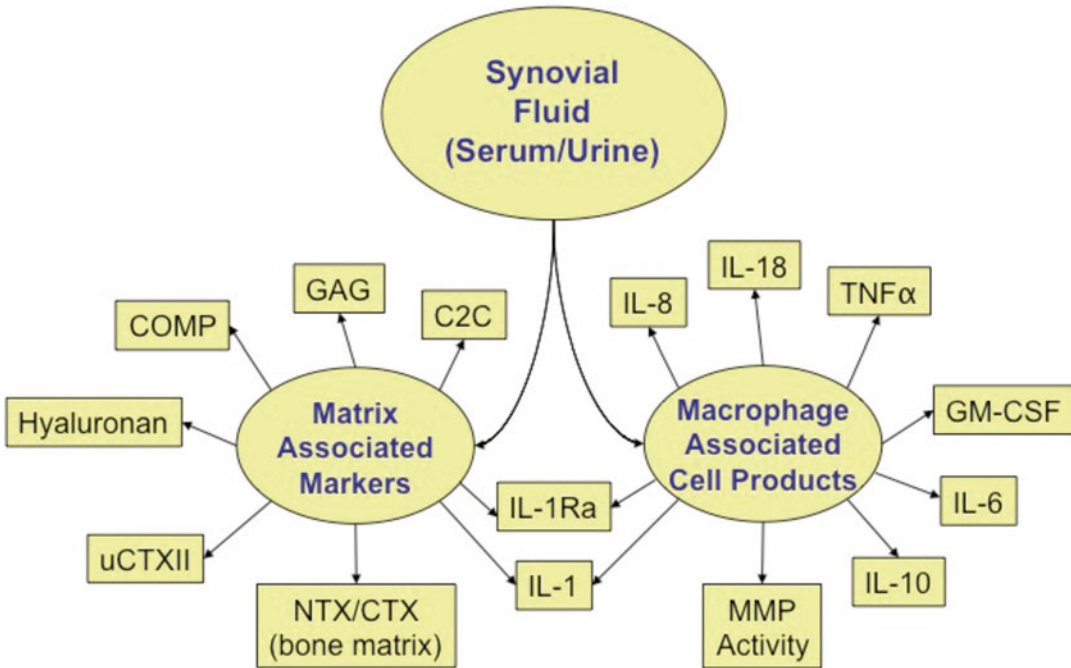 Synovial
Fluid
(Serum/Urine)
IL-18
GAG
IL-8
TNFα
COMP
C2C
Hyaluronan
Matrix
Associated
Markers
Macrophage
Associated
Cell Products
GM-CSF
IL-1Ra
IL-6
uCTXII
IL-1
IL-10
NTX/CTX
(bone matrix)
MMP
Activity